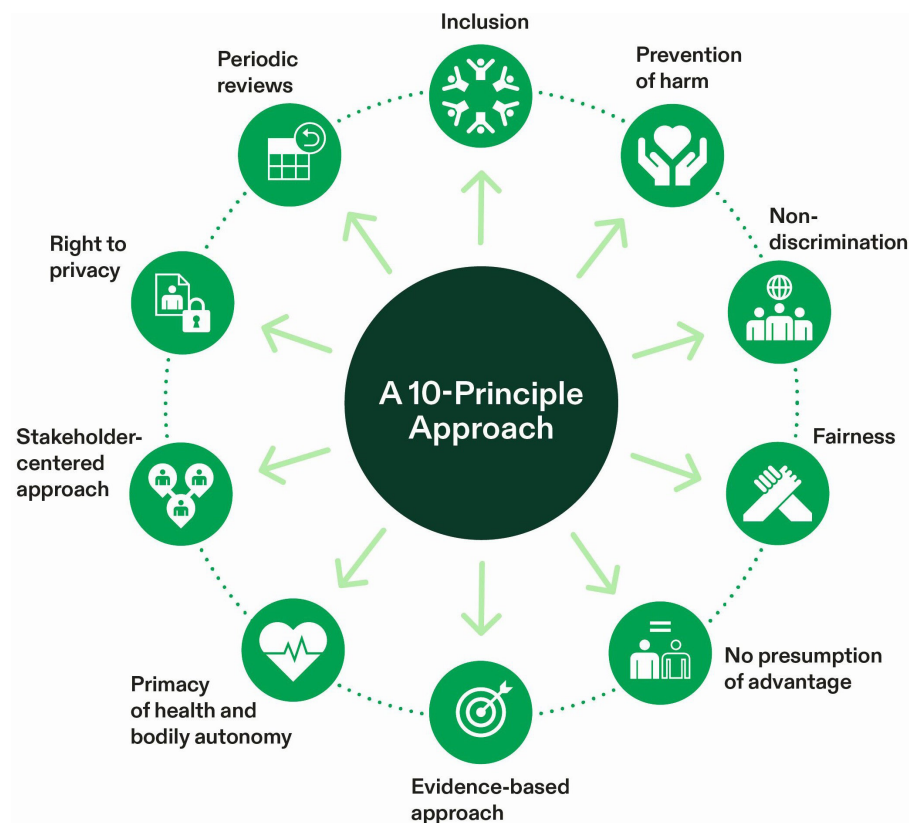 Inclusion
Prevention
of harm
Non-
discrimination
Fairness
No presumption
of advantage
Evidence-based
approach
Primacy
of health and
bodily autonomy
Stakeholder-
centered
approach
Right to
privacy
Periodic
reviews
A 10-Principle
Approach